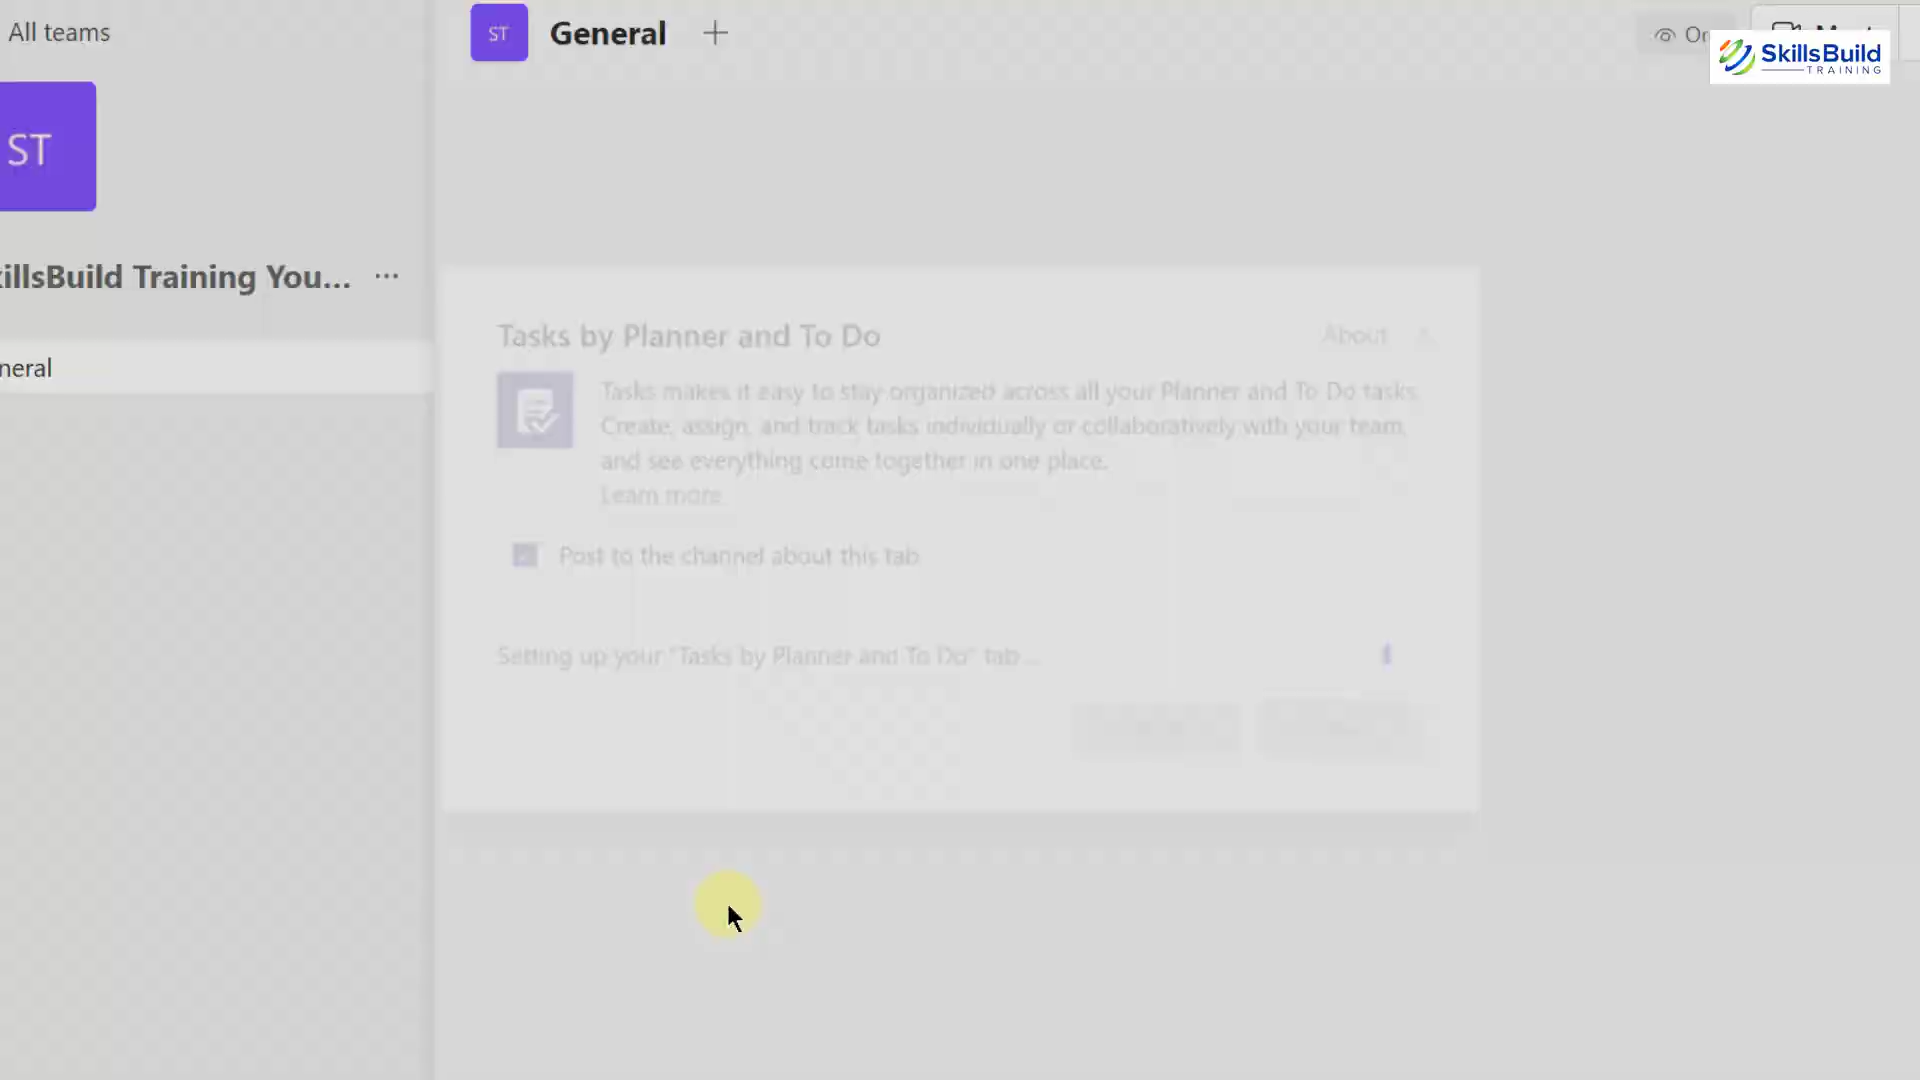 All teams
ST
General
SkillsBuild
TRAINING
ST
killsBuild Training You...
neral
Tasks by Planner and To Do
About
Tasks makes it easy to stay organized across all your Planner and To Do tasks.
Create, assign, and track tasks individually or collaboratively with your team,
and see everything come together in one place.
Learn more
Post to the channel about this tab
Setting up your "Tasks by Planner and To Do" tab...